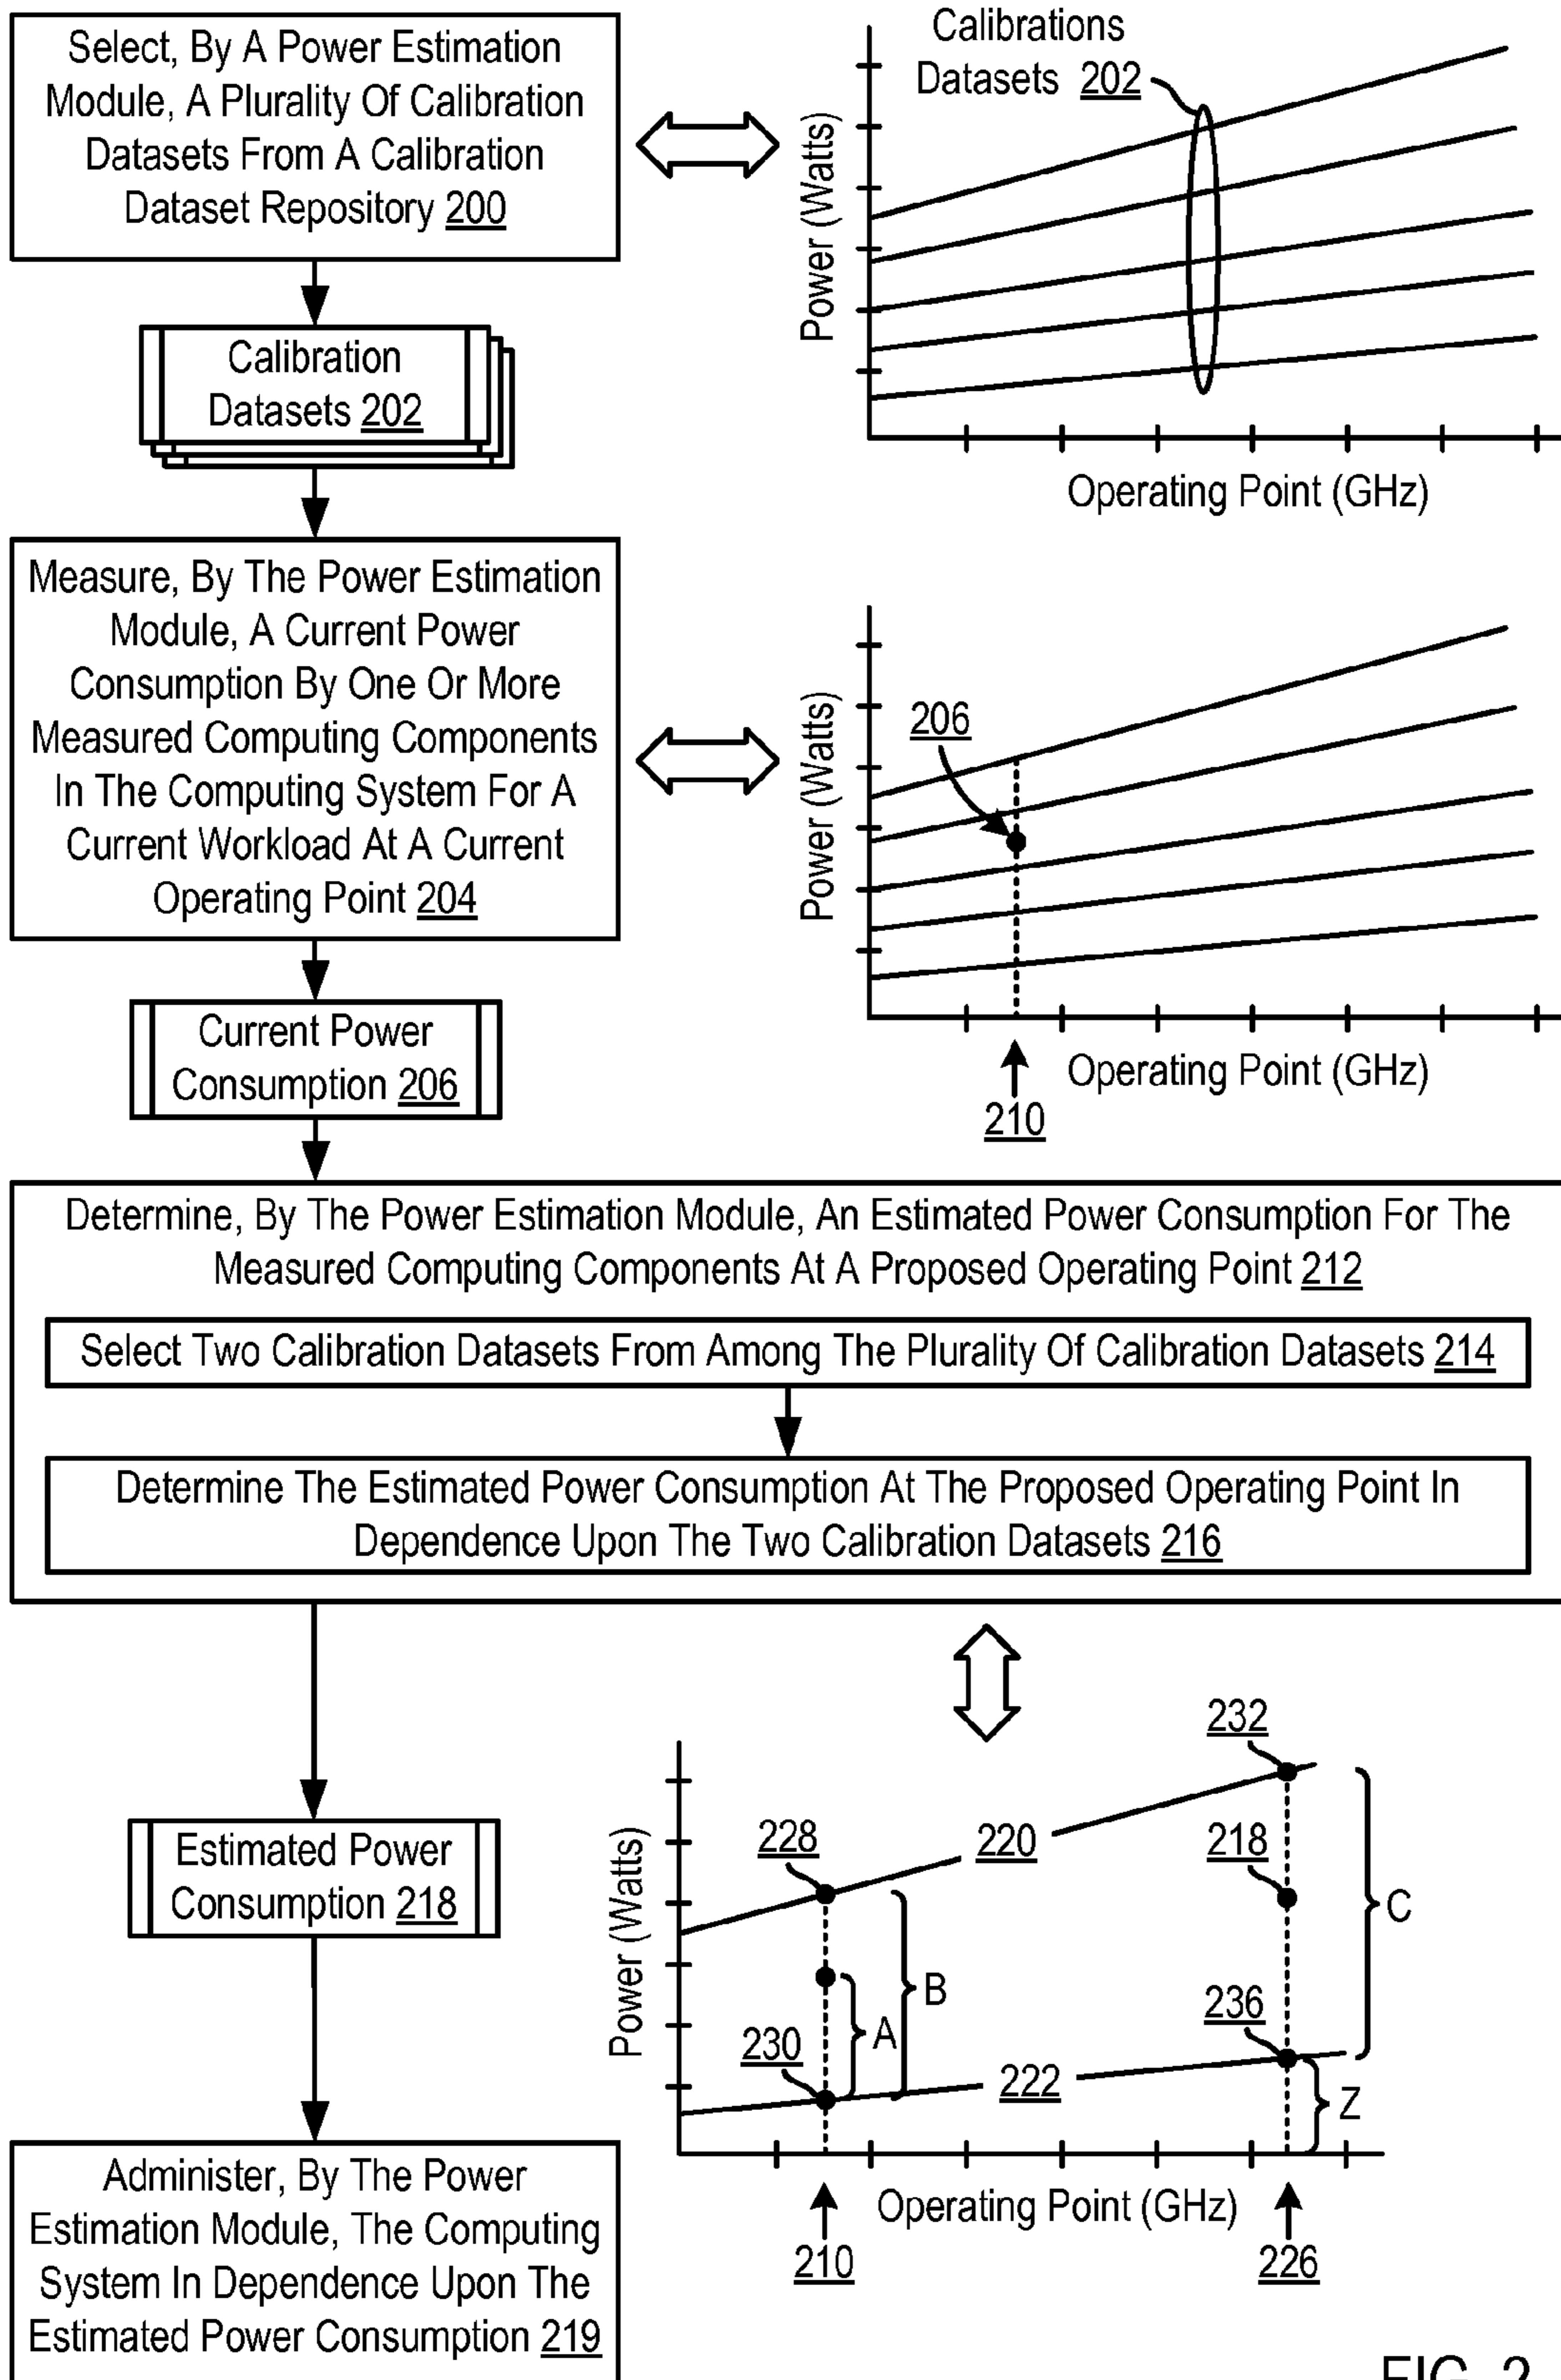 Select, By A Power Estimation
Module, A Plurality Of Calibration
Datasets From A Calibration
Dataset Repository 200
Calibrations
Datasets 202
Power (Watts)
Operating Point (GHz)
Calibration
Datasets 202
Measure, By The Power Estimation
Module, A Current Power
Consumption By One Or More
Measured Computing Components
In The Computing System For A
Current Workload At A Current
Operating Point 204
206
Power (Watts)
Operating Point (GHz)
210
Current Power
Consumption 206
Determine, By The Power Estimation Module, An Estimated Power Consumption For The
Measured Computing Components At A Proposed Operating Point 212
Select Two Calibration Datasets From Among The Plurality Of Calibration Datasets 214
Determine The Estimated Power Consumption At The Proposed Operating Point In
Dependence Upon The Two Calibration Datasets 216
Estimated Power
Consumption 218
232
228
220
218
C
Power (Watts)
B
236
230
A
222
Z
Operating Point (GHz)
210
226
Administer, By The Power
Estimation Module, The Computing
System In Dependence Upon The
Estimated Power Consumption 219
FIG. 2